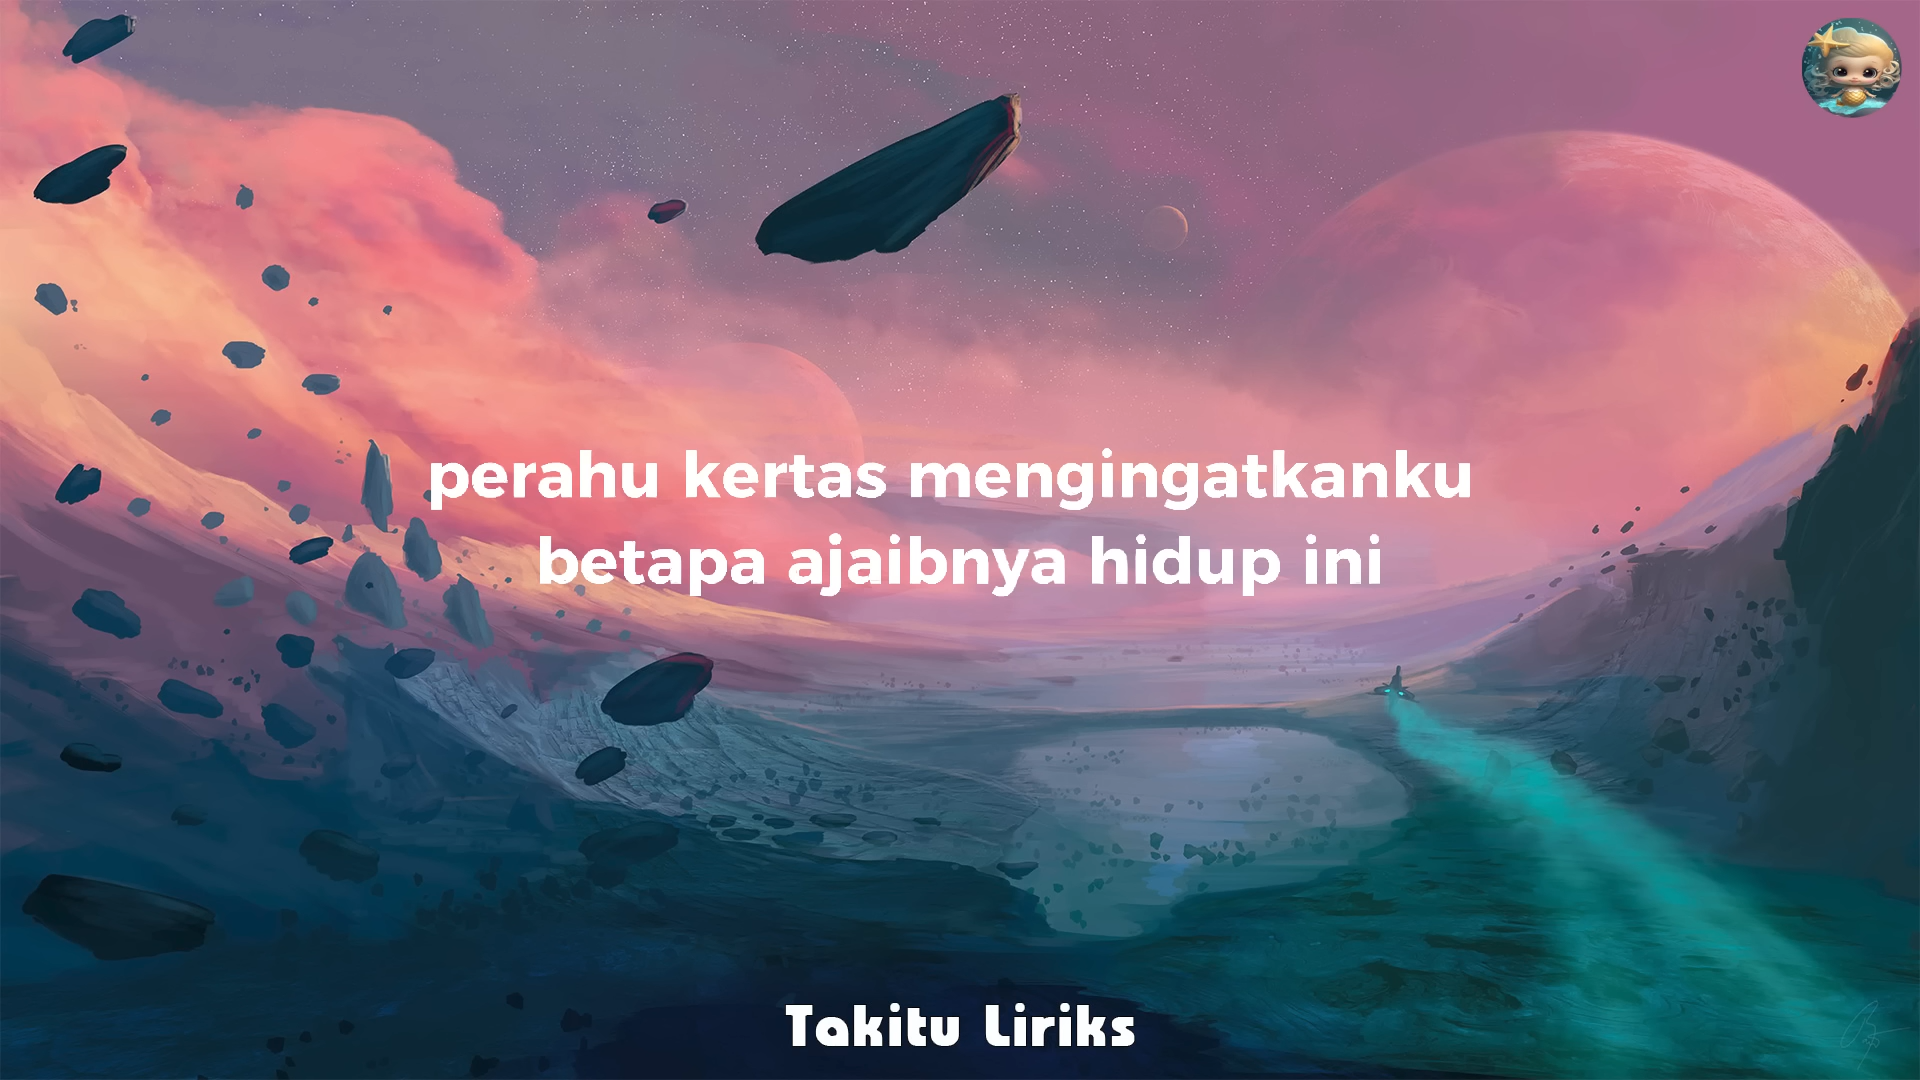 perahu kertas mengingatkanku
betapa ajaibnya hidup ini
Takitu Liriks